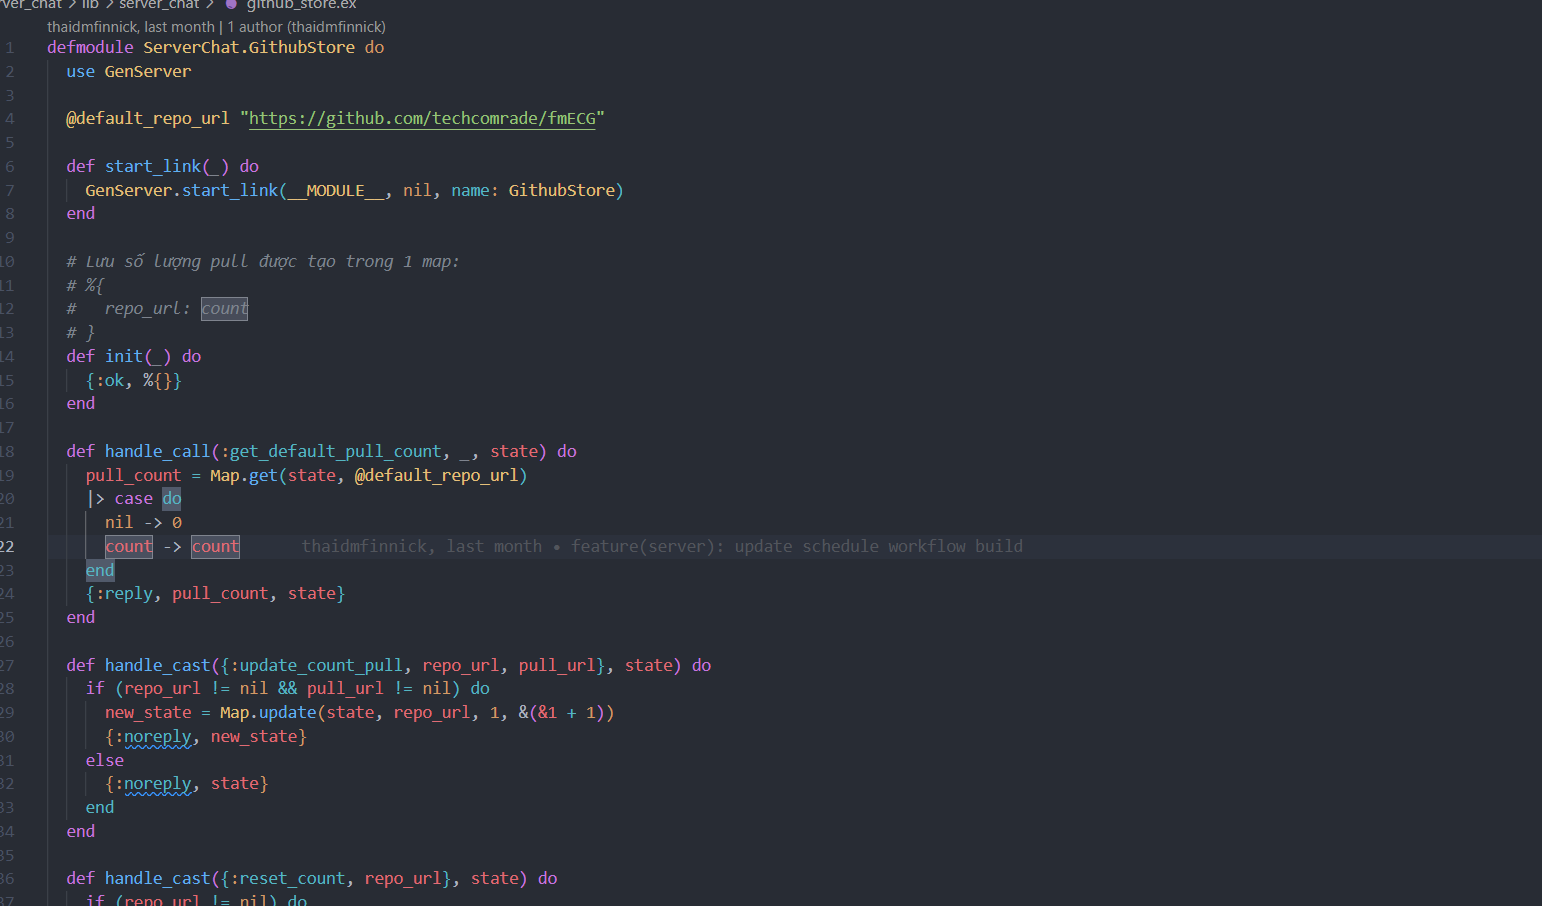 rver_chat > lib > server_chat > github_store.ex
thaidmfinnick, last month | 1 author (thaidmfinnick)
1 defmodule ServerChat.GithubStore do
2 use GenServer
3
4 @default_repo_url "https://github.com/techcomrade/fmECG"
5
6 def start_link(_) do
7 GenServer.start_link(__MODULE__, nil, name: GithubStore)
8 end
9
10 # Lưu số lượng pull được tạo trong 1 map:
11 # %{
12 # repo_url: count
13 # }
14 def init(_) do
15 {:ok, %{}}
16 end
17
18 def handle_call(:get_default_pull_count, _, state) do
19 pull_count = Map.get(state, @default_repo_url)
20 |> case do
21 nil -> 0
22 count -> count thaidmfinnick, last month • feature(server): update schedule workflow build
23 end
24 {:reply, pull_count, state}
25 end
26
27 def handle_cast({:update_count_pull, repo_url, pull_url}, state) do
28 if (repo_url != nil && pull_url != nil) do
29 new_state = Map.update(state, repo_url, 1, &(&1 + 1))
30 {:noreply, new_state}
31 else
32 {:noreply, state}
33 end
34 end
35
36 def handle_cast({:reset_count, repo_url}, state) do
37 if (repo_url != nil) do